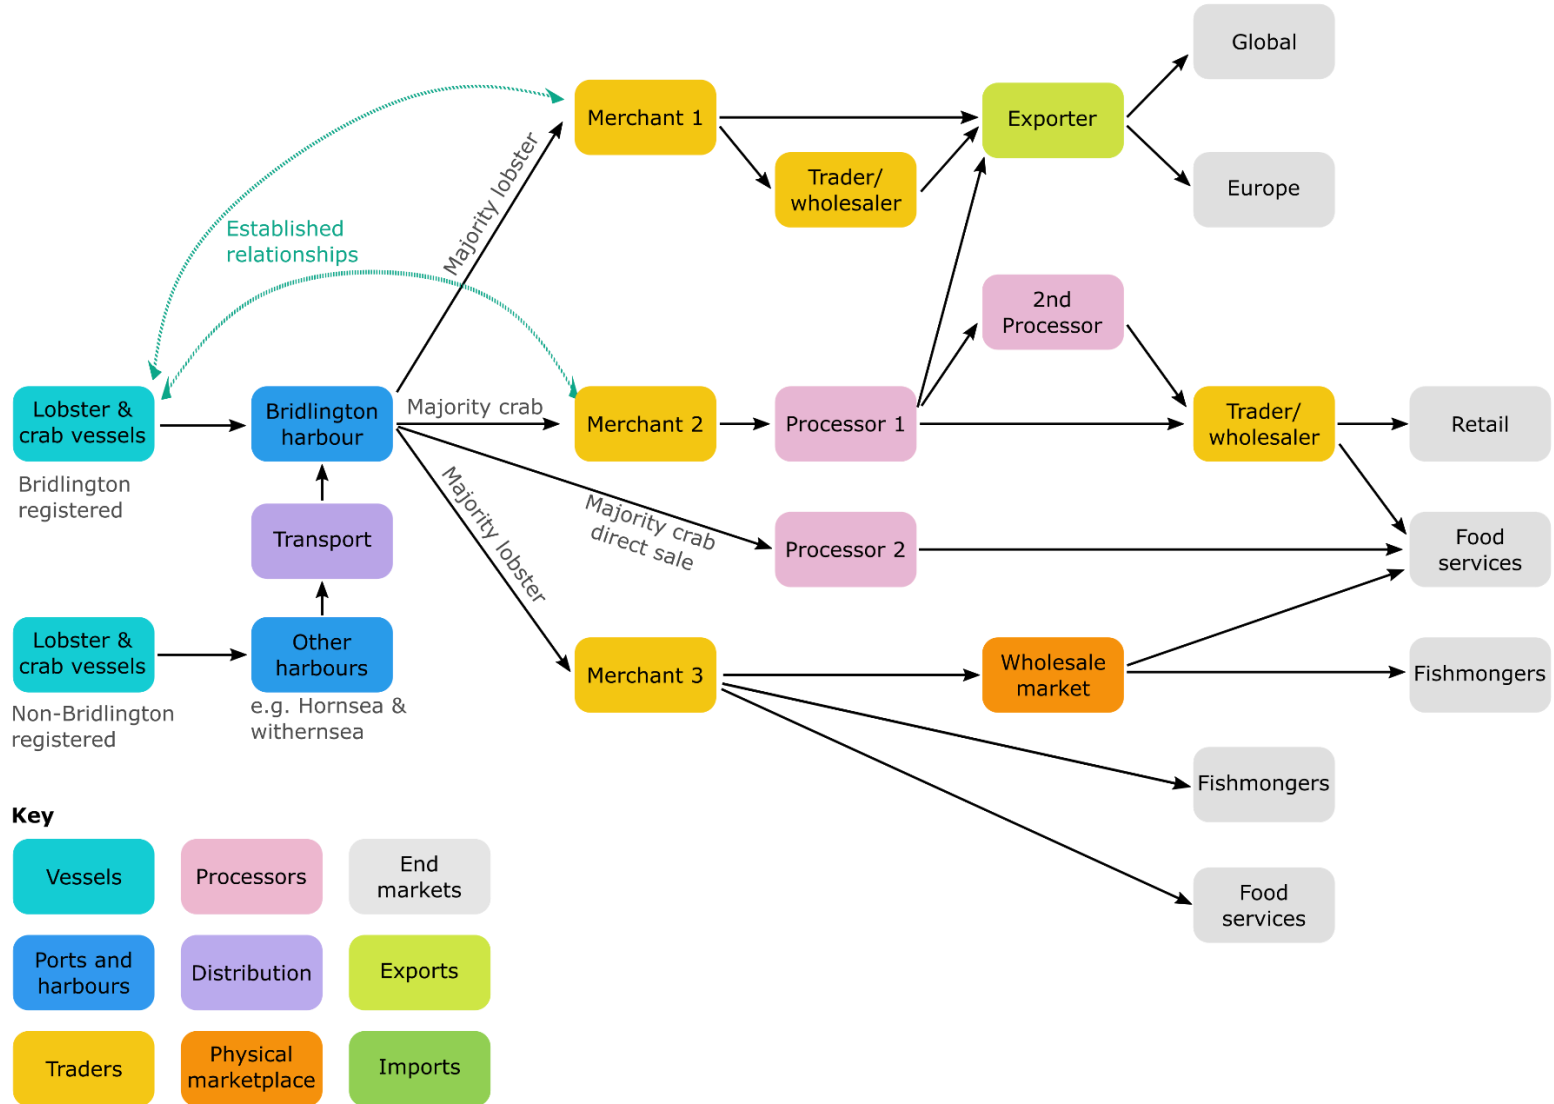 Global
Merchant 1
Exporter
Majority lobster
Trader/
wholesaler
Europe
Established
relationships
2nd
Processor
Lobster &
crab vessels
Bridlington
registered
Bridlington
harbour
Majority crab
Merchant 2
Processor 1
Trader/
wholesaler
Retail
Majority crab
direct sale
Processor 2
Food
services
Transport
Majority lobster
Lobster &
crab vessels
Non-Bridlington
registered
Other
harbours
e.g. Hornsea &
withernsea
Merchant 3
Wholesale
market
Fishmongers
Fishmongers
Food
services
Key
Vessels
Processors
End
markets
Ports and
harbours
Distribution
Exports
Traders
Physical
marketplace
Imports